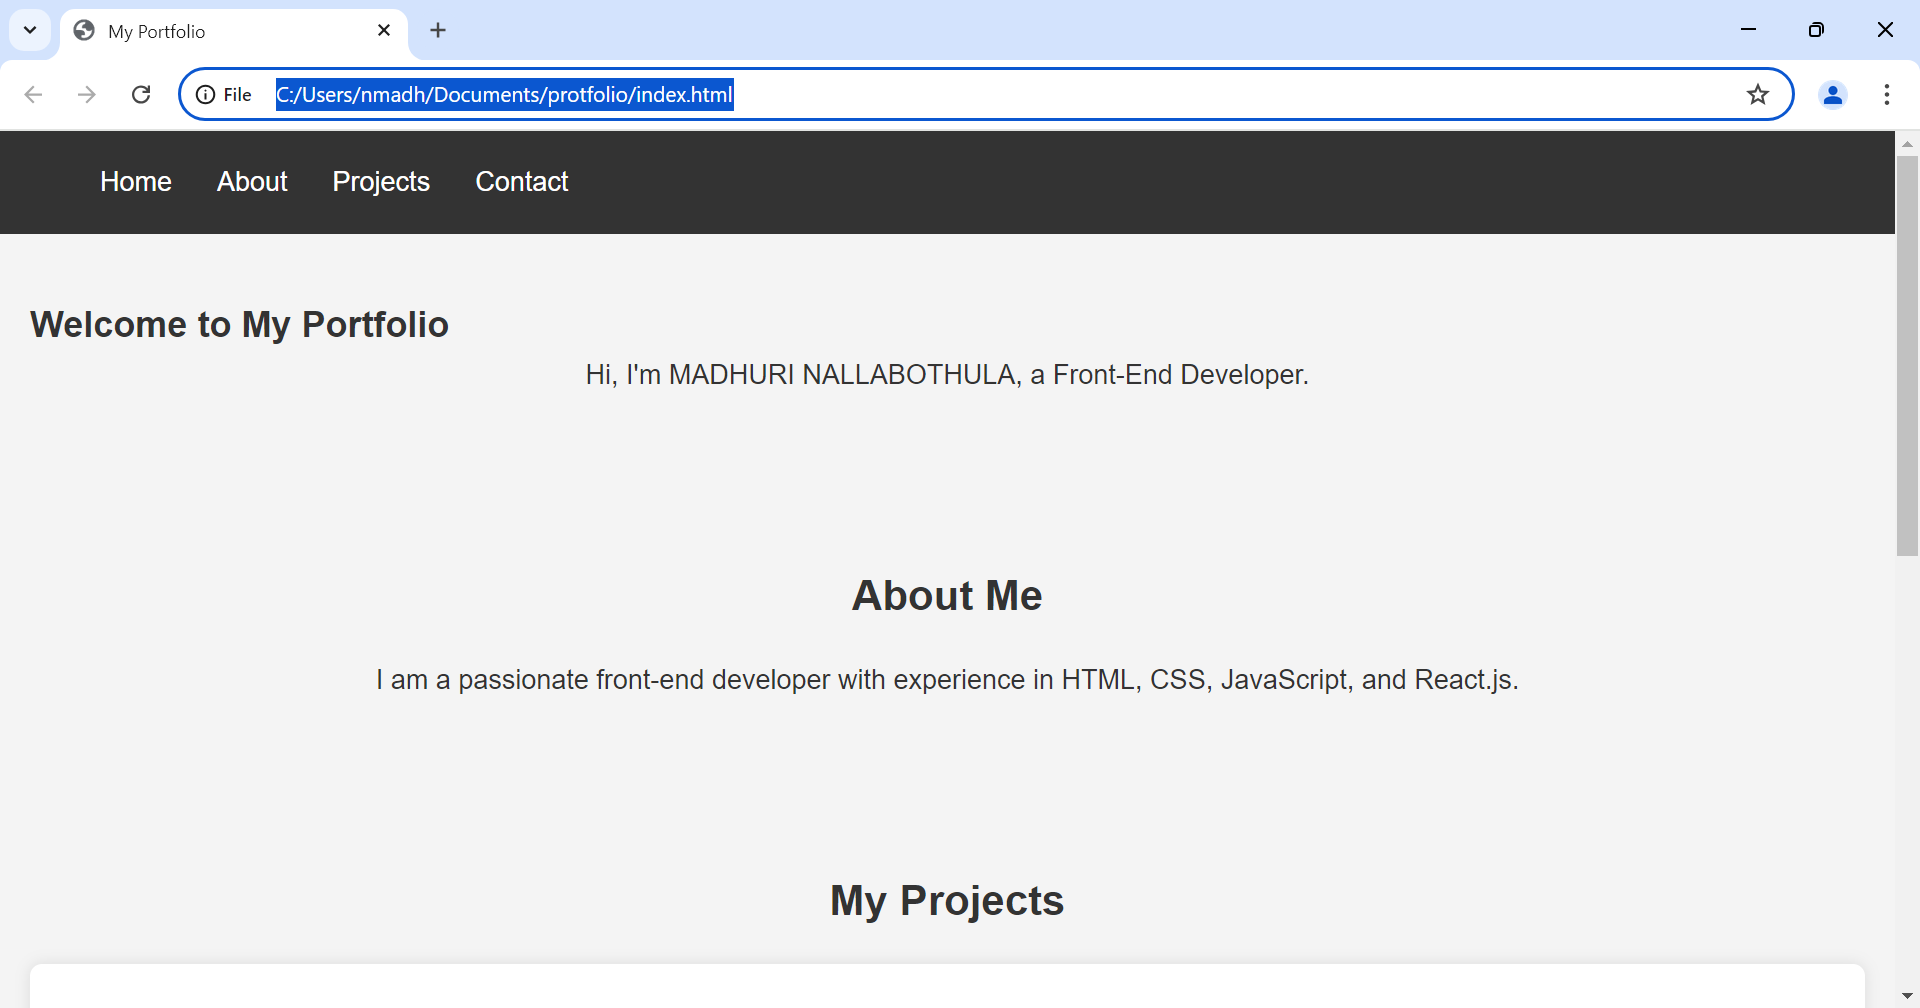 My Portfolio
File C:/Users/nmadh/Documents/protfolio/index.html
Home About Projects Contact
Welcome to My Portfolio
Hi, I'm MADHURI NALLABOTHULA, a Front-End Developer.
About Me
I am a passionate front-end developer with experience in HTML, CSS, JavaScript, and React.js.
My Projects